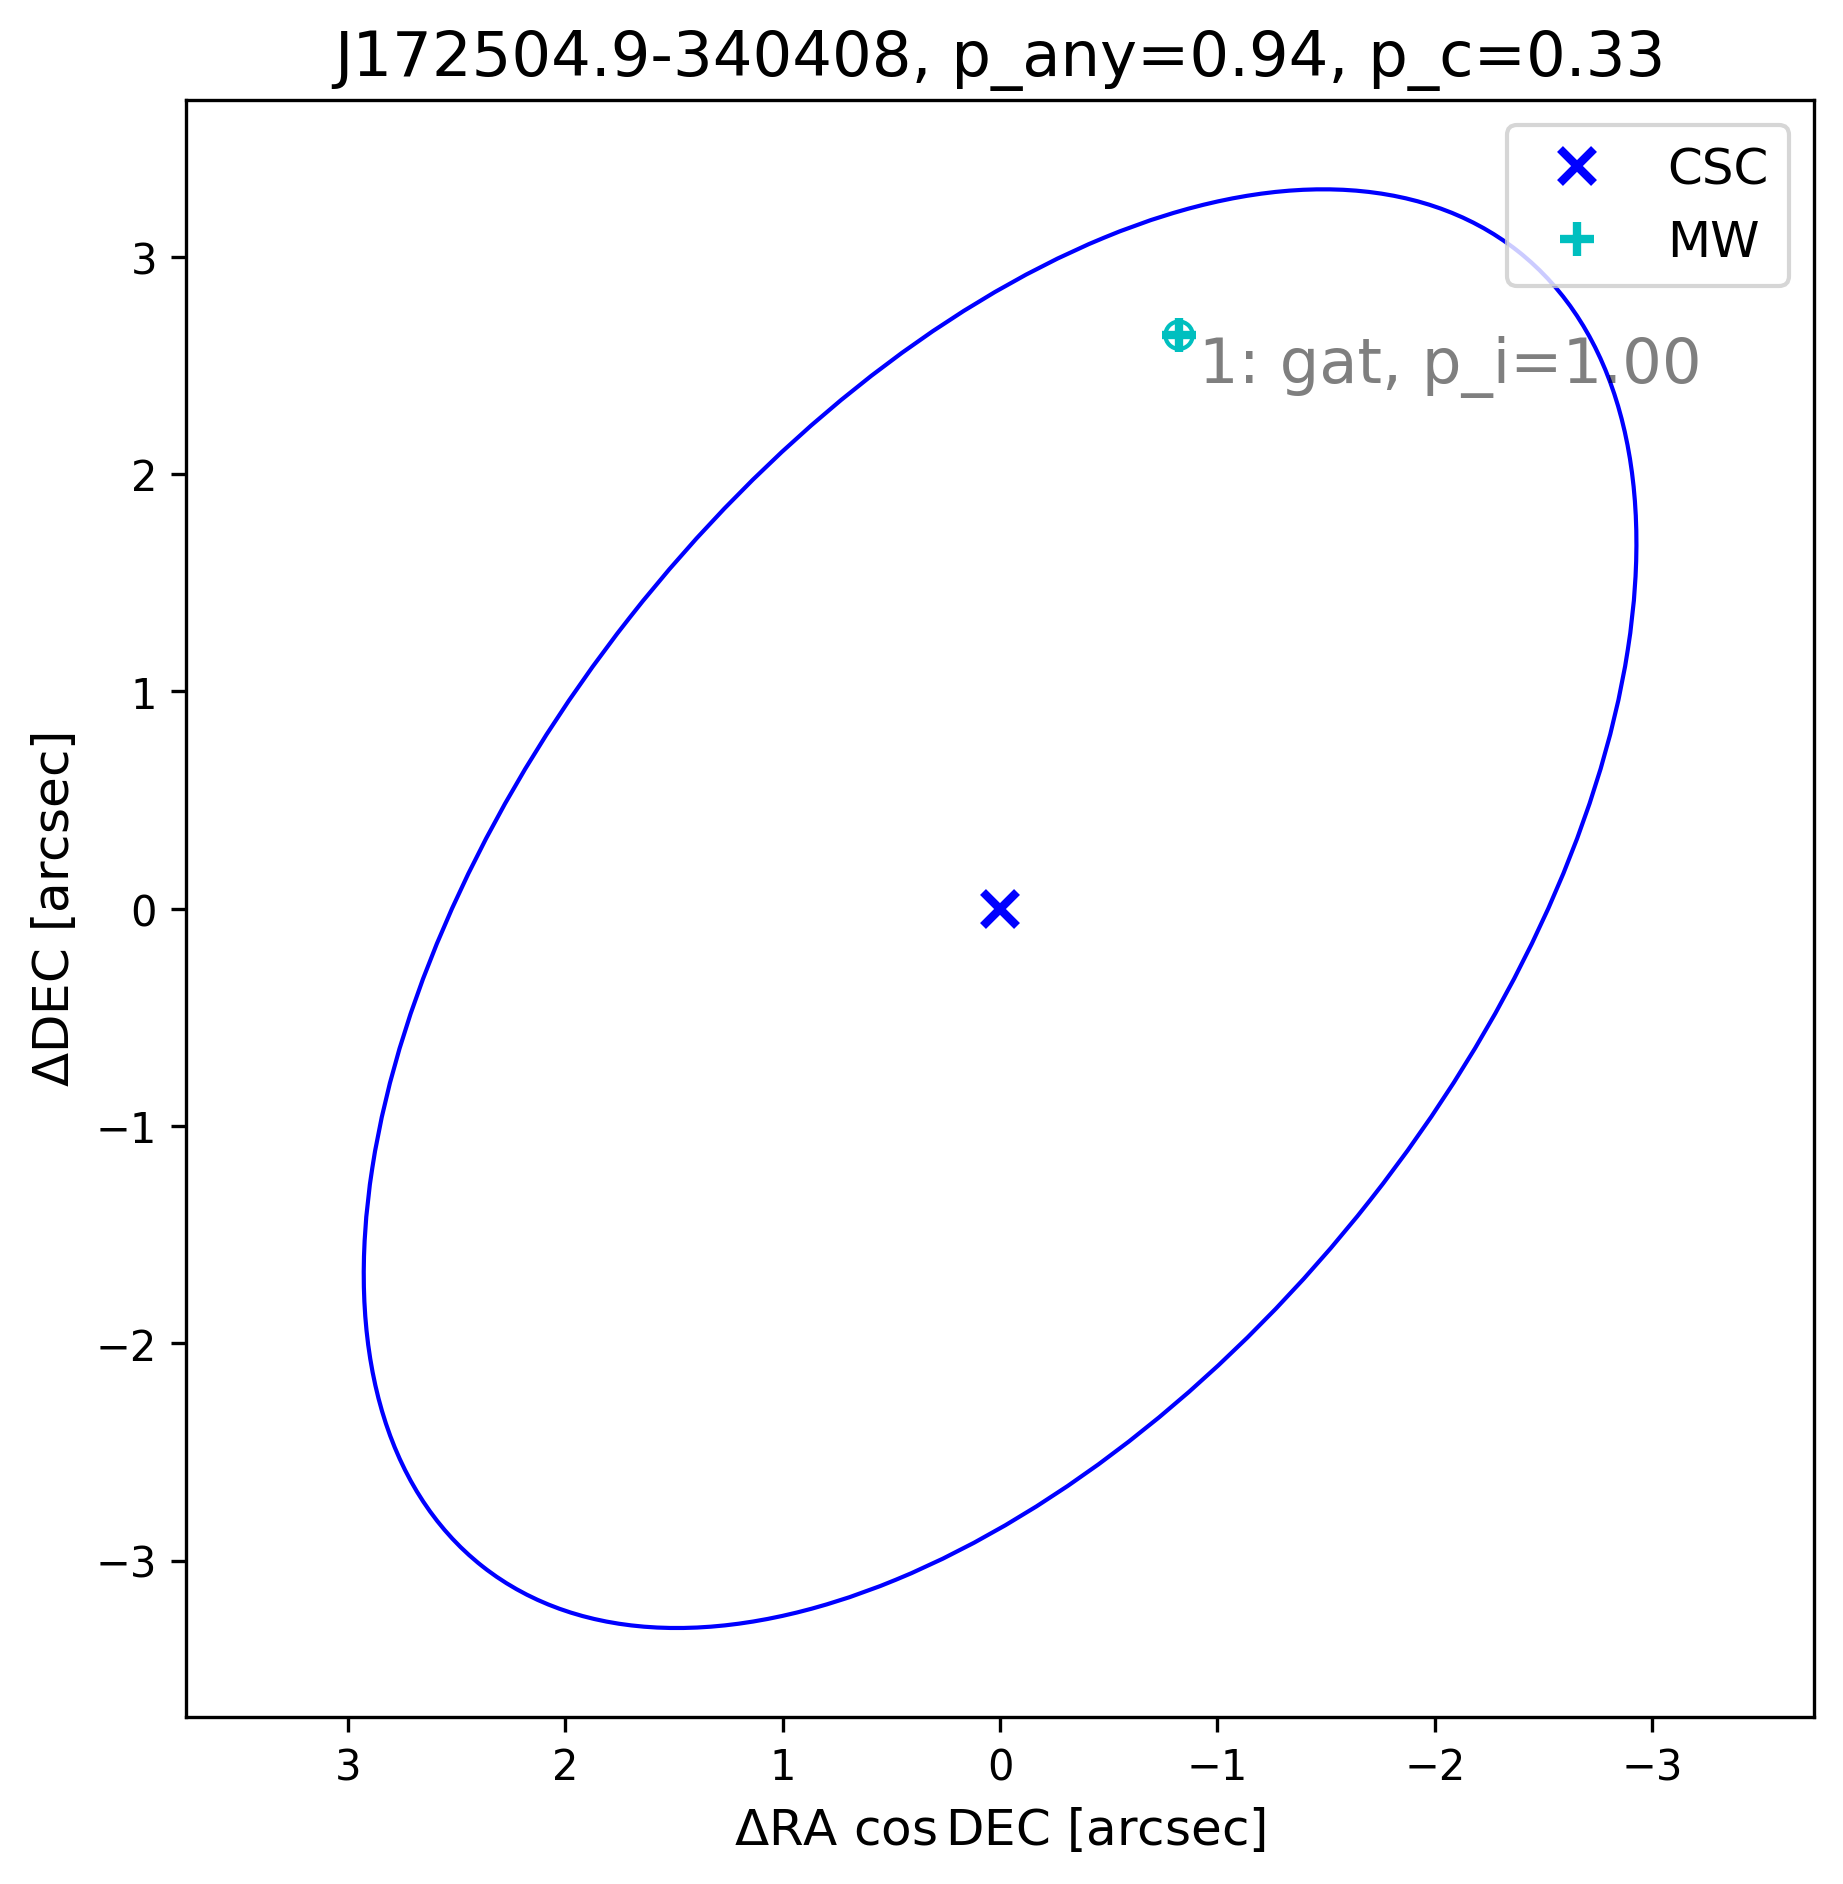 J172504.9-340408, p_any=0.94, p_c=0.33
CSC
MW
1: gat, p_i=1.00
3
2
1
0
−1
−2
−3
ΔDEC [arcsec]
3 2 1 0 −1 −2 −3
ΔRA cos DEC [arcsec]